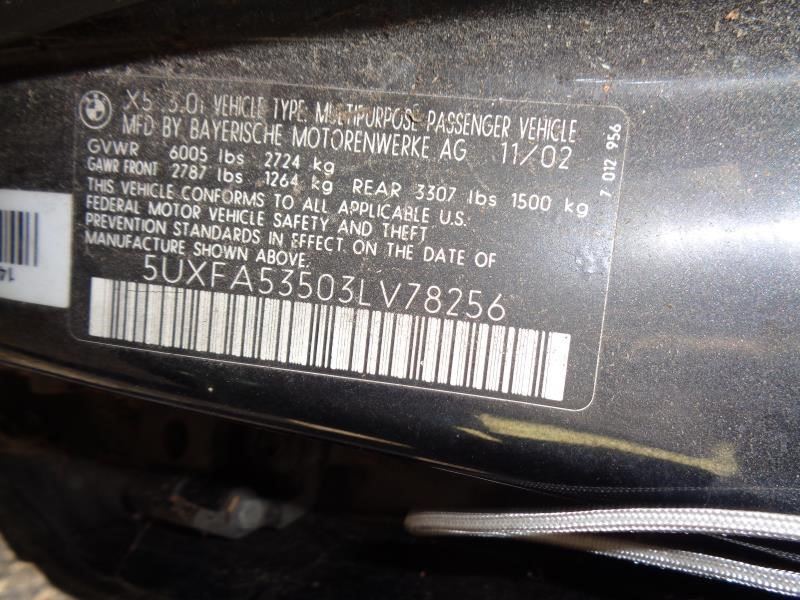 X5 3.0i VEHICLE TYPE: MULTIPURPOSE PASSENGER VEHICLE
MFD BY BAYERISCHE MOTORENWERKE AG 11/02
GVWR 6005 lbs 2724 kg
GAWR FRONT 2787 lbs 1264 kg REAR 3307 lbs 1500 kg
THIS VEHICLE CONFORMS TO ALL APPLICABLE U.S.
FEDERAL MOTOR VEHICLE SAFETY AND THEFT
PREVENTION STANDARDS IN EFFECT ON THE DATE OF
MANUFACTURE SHOWN ABOVE.
5UXFA53503LV78256
7 012 956
14